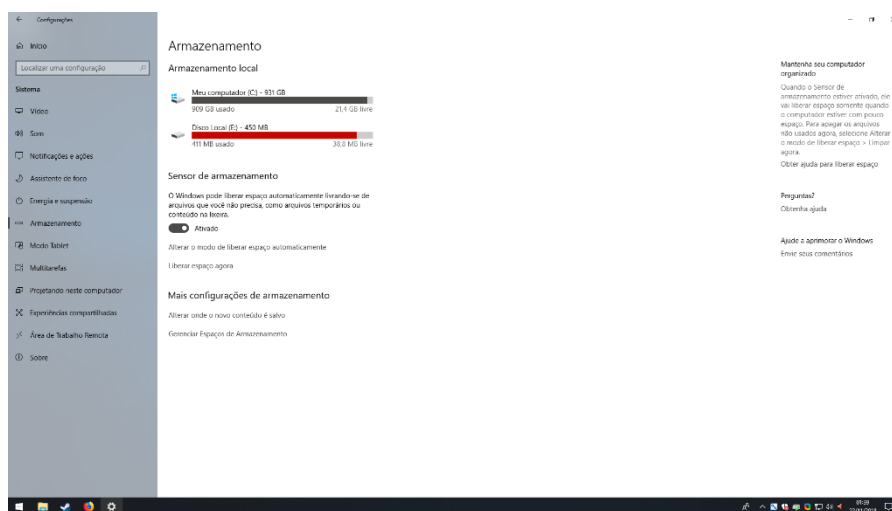 Configurações
Início
Localizar uma configuração
Sistema
Vídeo
Som
Notificações e ações
Assistente de foco
Energia e suspensão
Armazenamento
Modo Tablet
Multitarefas
Projetando neste computador
Experiências compartilhadas
Área de Trabalho Remota
Sobre
Armazenamento
Armazenamento local
Meu computador (C:) - 931 GB
909 GB usado 21,4 GB livre
Disco Local (E:) - 450 MB
411 MB usado 38,8 MB livre
Sensor de armazenamento
O Windows pode liberar espaço automaticamente livrando-se de
arquivos que você não precisa, como arquivos temporários ou
conteúdo na lixeira.
Ativado
Alterar o modo de liberar espaço automaticamente
Liberar espaço agora
Mais configurações de armazenamento
Alterar onde o novo conteúdo é salvo
Gerenciar Espaços de Armazenamento
Mantenha seu computador
organizado
Quando o Sensor de
armazenamento estiver ativado, ele
vai liberar espaço somente quando
o computador estiver com pouco
espaço. Para apagar os arquivos
não usados agora, selecione Alterar
o modo de liberar espaço > Limpar
agora.
Obter ajuda para liberar espaço
Perguntas?
Obtenha ajuda
Ajude a aprimorar o Windows
Envie seus comentários